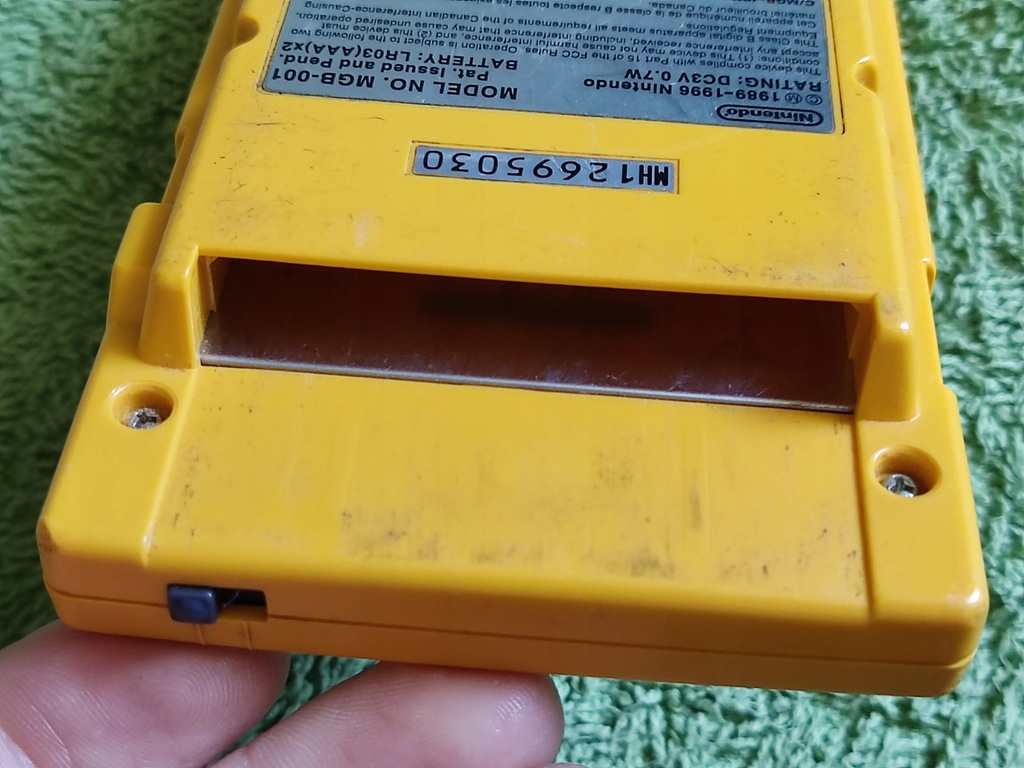 MH12695030
Nintendo
MODEL NO. MGB-001
©Ⓜ 1989-1996 Nintendo
Pat. Issued and Pend.
RATING: DC3V 0.7W
BATTERY: LR03(AAA)x2
This device complies with Part 15 of the FCC Rules. Operation is subject to the following two
conditions: (1) This device may not cause harmful interference and (2) this device must
accept any interference received, including interference that may cause undesired operation.
This Class B digital apparatus meets all requirements of the Canadian Interference-Causing
Equipment Regulations.
Cet appareil numérique de la classe B respecte toutes les exigences
matériel brouilleur du Canada.